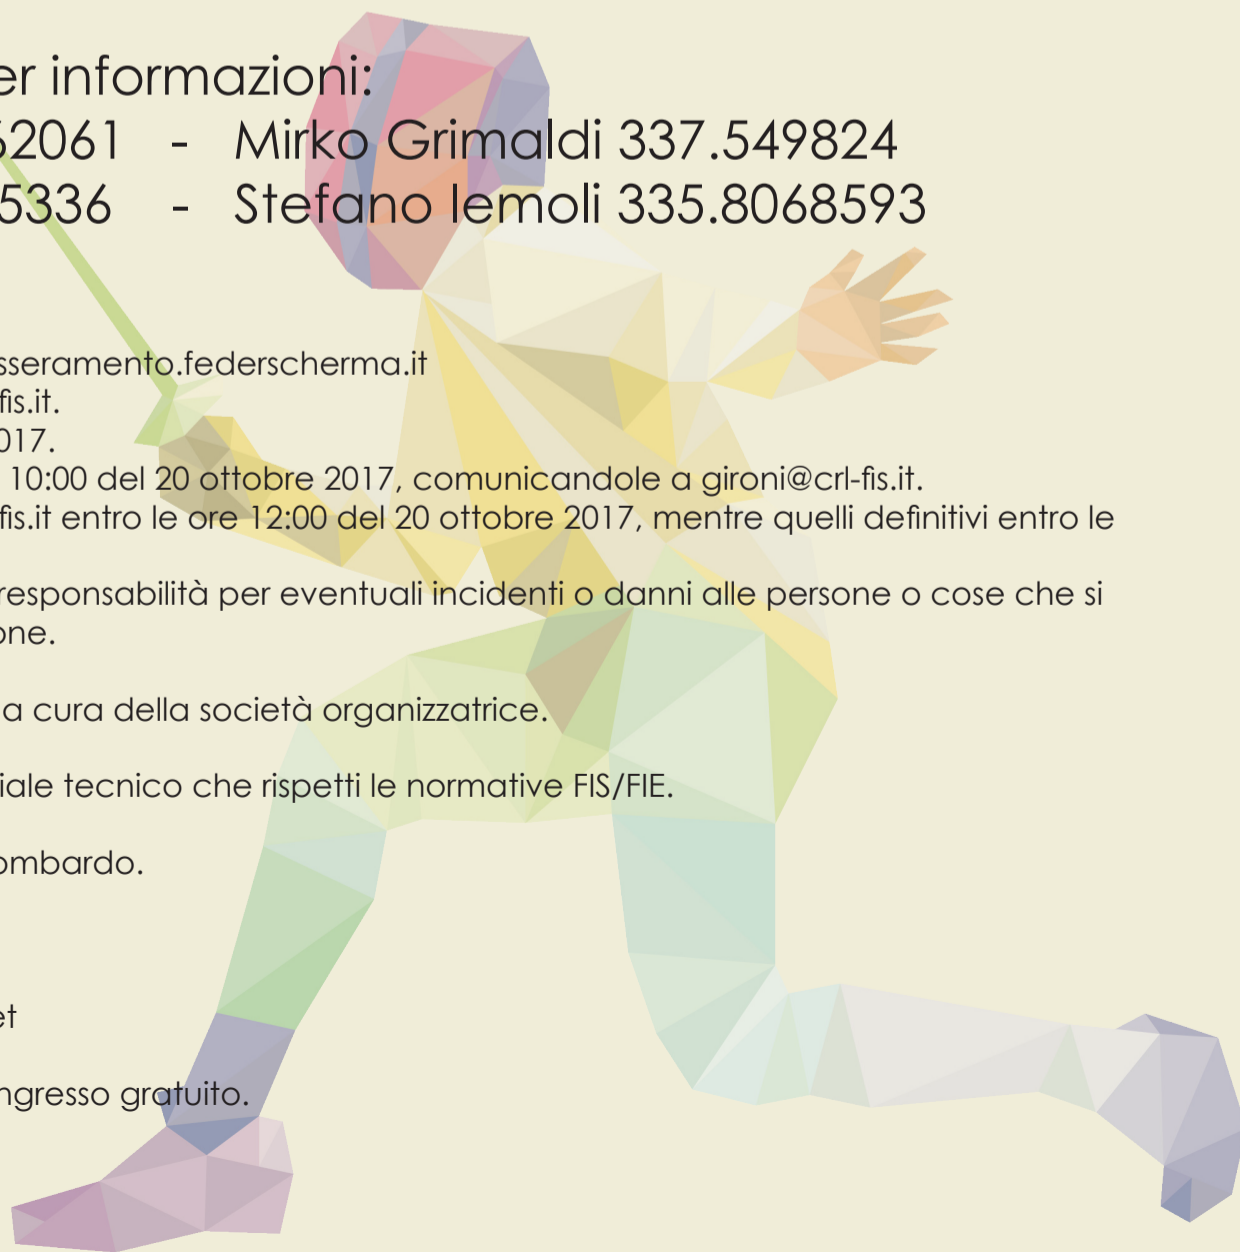 er informazioni:
62061 - Mirko Grimaldi 337.549824
5336 - Stefano Iemoli 335.8068593
sseramento.federscherma.it
fis.it.
017.
10:00 del 20 ottobre 2017, comunicandole a gironi@crl-fis.it.
fis.it entro le ore 12:00 del 20 ottobre 2017, mentre quelli definitivi entro le
responsabilità per eventuali incidenti o danni alle persone o cose che si
one.
a cura della società organizzatrice.
iale tecnico che rispetti le normative FIS/FIE.
ombardo.
et
ngresso gratuito.